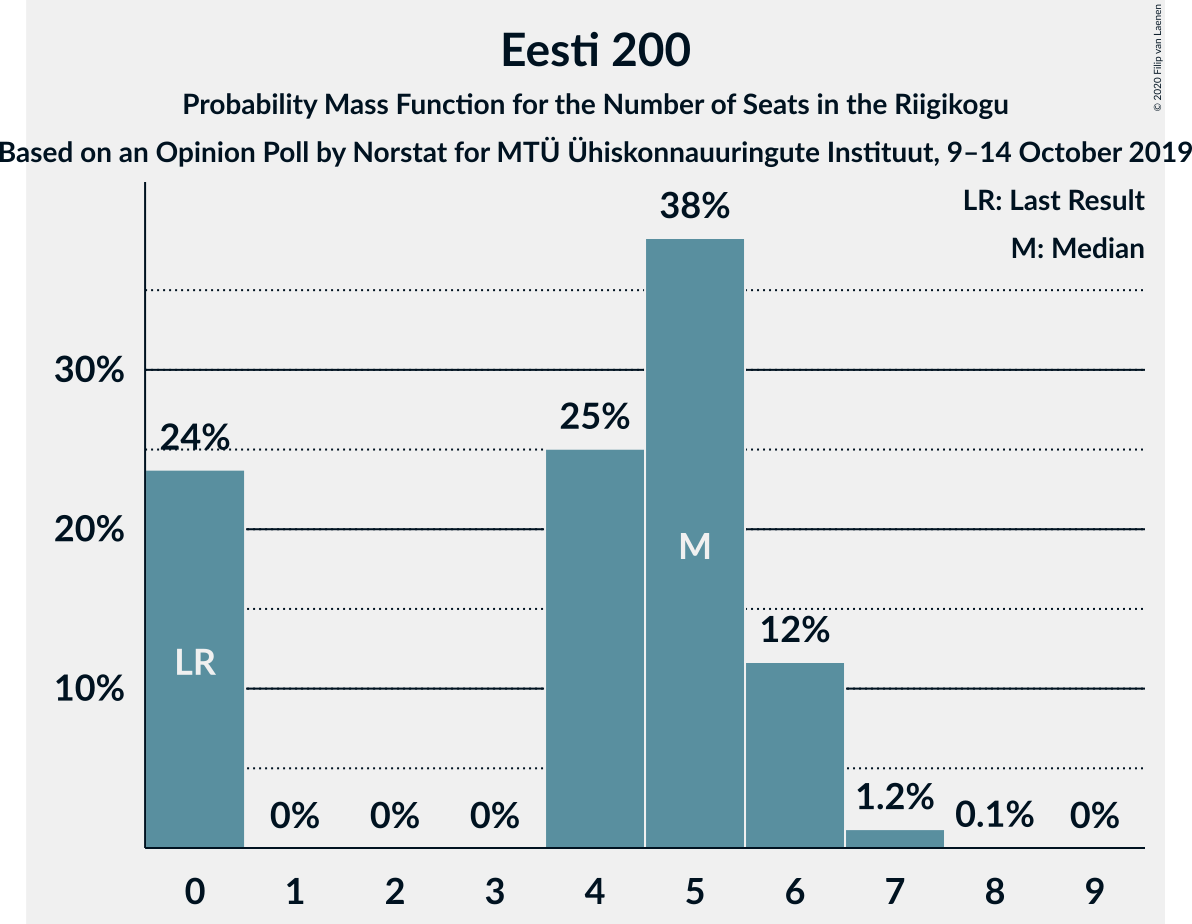 Eesti 200
Probability Mass Function for the Number of Seats in the Riigikogu
Based on an Opinion Poll by Norstat for MTÜ Ühiskonnauuringute Instituut, 9–14 October 2019
© 2020 Filip van Laenen
LR: Last Result
M: Median
38%
30%
25%
24%
20%
M
12%
LR
10%
1.2%
0% 0% 0% 0.1% 0%
0 1 2 3 4 5 6 7 8 9